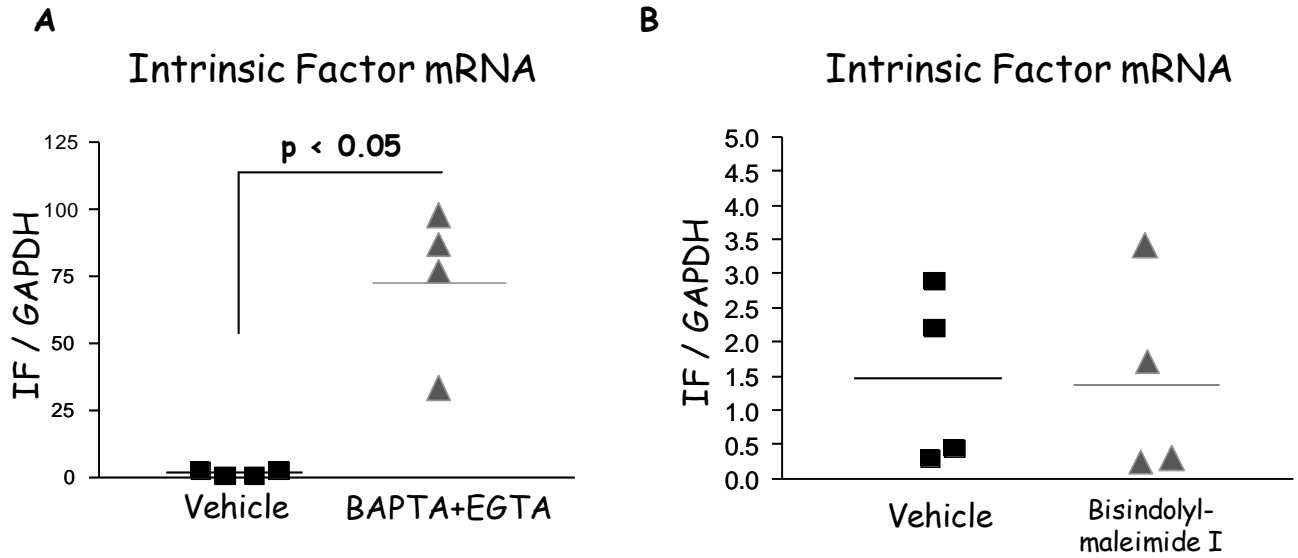 A
Intrinsic Factor mRNA
IF / GAPDH
125
100
75
50
25
0
p < 0.05
Vehicle
BAPTA+EGTA
B
Intrinsic Factor mRNA
IF / GAPDH
5.0
4.5
4.0
3.5
3.0
2.5
2.0
1.5
1.0
0.5
0.0
Vehicle
Bisindolyl-
maleimide I